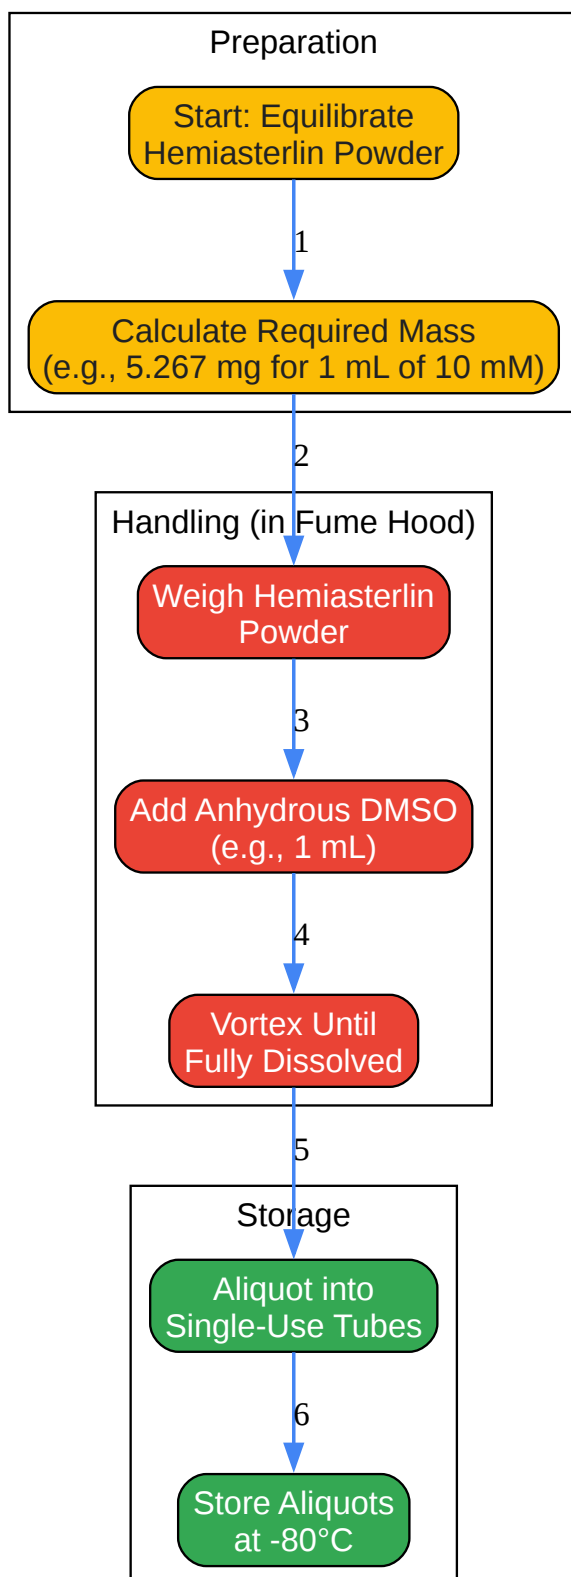 Preparation
Start: Equilibrate
Hemiasterlin Powder
1
Calculate Required Mass
(e.g., 5.267 mg for 1 mL of 10 mM)
2
Handling (in Fume Hood)
Weigh Hemiasterlin
Powder
3
Add Anhydrous DMSO
(e.g., 1 mL)
4
Vortex Until
Fully Dissolved
5
Storage
Aliquot into
Single-Use Tubes
6
Store Aliquots
at -80°C